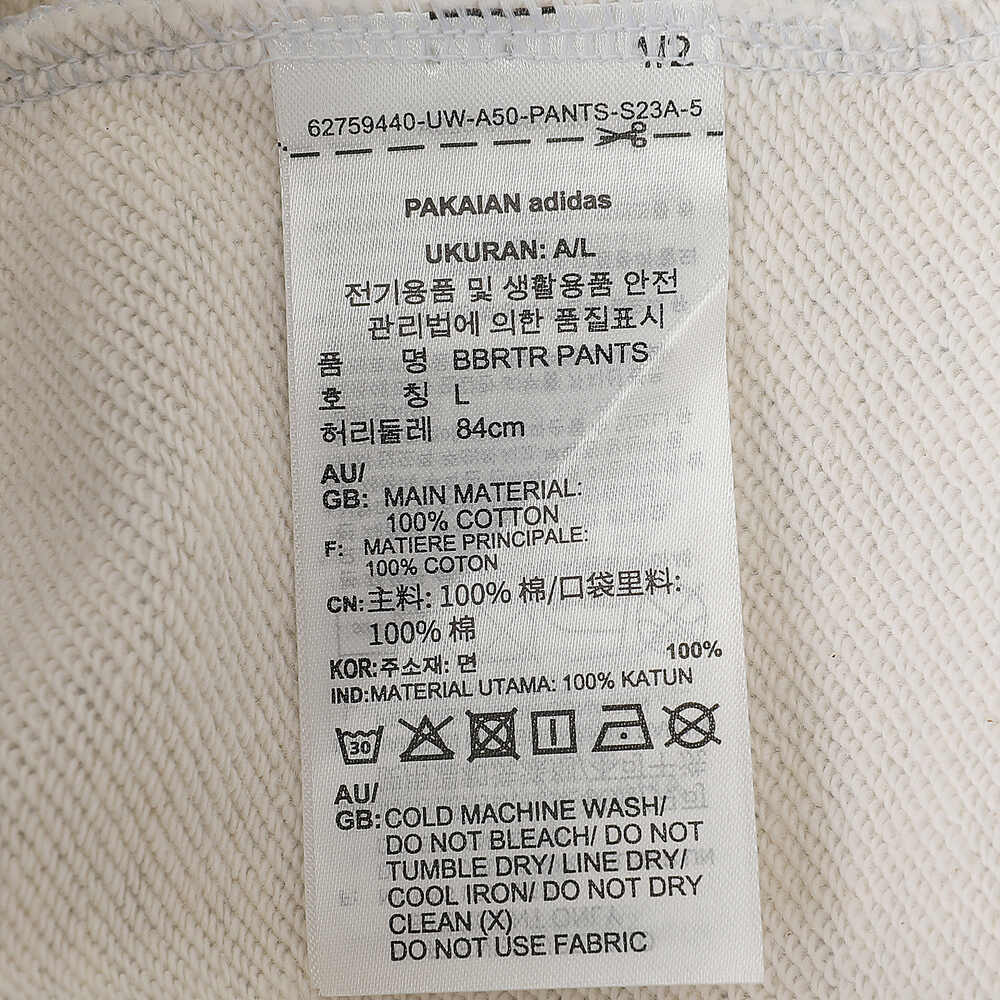 62759440-UW-A50-PANTS-S23A-5
PAKAIAN adidas
UKURAN: A/L
전기용품 및 생활용품 안전
관리법에 의한 품질표시
품 명 BBRTR PANTS
호 칭 L
허리둘레 84cm
AU/
GB: MAIN MATERIAL:
100% COTTON
F: MATIERE PRINCIPALE:
100% COTON
CN: 主料: 100% 棉/口袋里料:
100% 棉
100%
KOR:주소재: 면
IND:MATERIAL UTAMA: 100% KATUN
30
AU/
GB: COLD MACHINE WASH/
DO NOT BLEACH/ DO NOT
TUMBLE DRY/ LINE DRY/
COOL IRON/ DO NOT DRY
CLEAN (X)
DO NOT USE FABRIC